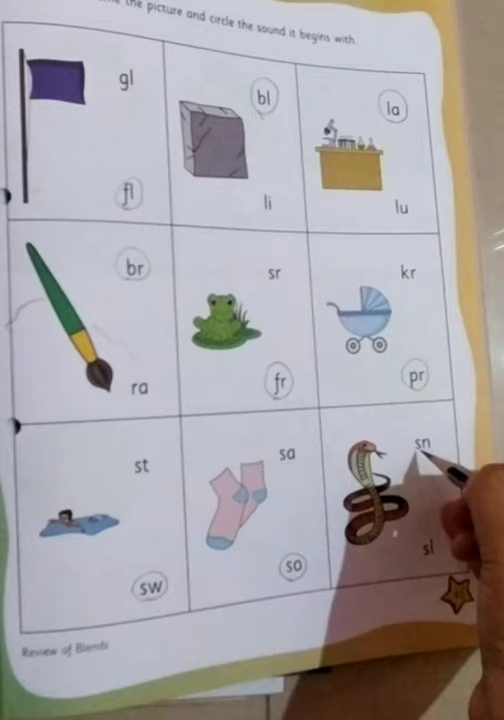 the picture and circle the sound it begins with.
gl
fl
bl
li
la
lu
br
ra
sr
fr
kr
pr
st
sw
sa
so
sn
sl
Review of Blends